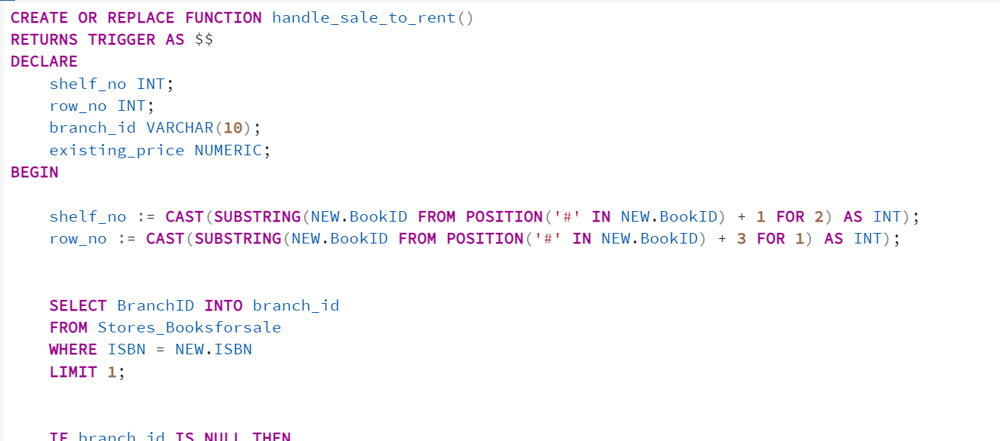 CREATE OR REPLACE FUNCTION handle_sale_to_rent()
RETURNS TRIGGER AS $$
DECLARE
    shelf_no INT;
    row_no INT;
    branch_id VARCHAR(10);
    existing_price NUMERIC;
BEGIN
    shelf_no := CAST(SUBSTRING(NEW.BookID FROM POSITION('#' IN NEW.BookID) + 1 FOR 2) AS INT);
    row_no := CAST(SUBSTRING(NEW.BookID FROM POSITION('#' IN NEW.BookID) + 3 FOR 1) AS INT);
    SELECT BranchID INTO branch_id
    FROM Stores_Booksforsale
    WHERE ISBN = NEW.ISBN
    LIMIT 1;
    IF branch_id IS NULL THEN